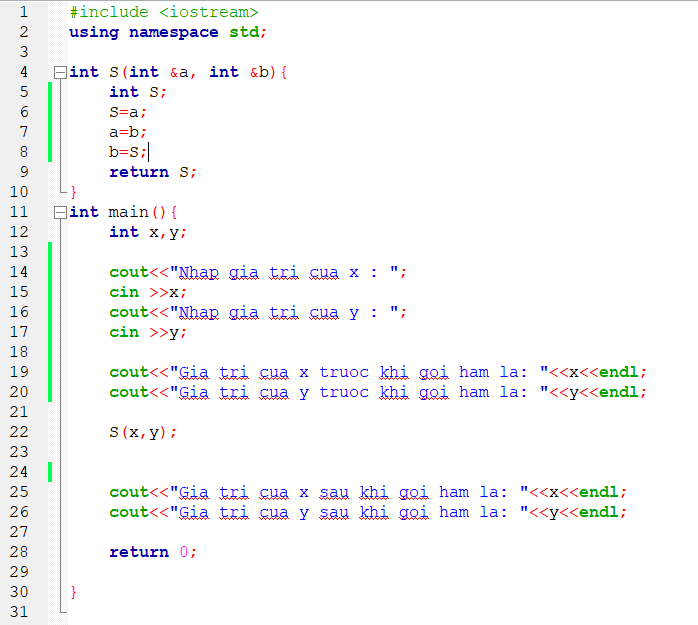 1 #include <iostream>
2 using namespace std;
3
4 int S(int &a, int &b){
5     int S;
6     S=a;
7     a=b;
8     b=S;
9     return S;
10 }
11 int main(){
12     int x,y;
13
14     cout<<"Nhap gia tri cua x : ";
15     cin >>x;
16     cout<<"Nhap gia tri cua y : ";
17     cin >>y;
18
19     cout<<"Gia tri cua x truoc khi goi ham la: "<<x<<endl;
20     cout<<"Gia tri cua y truoc khi goi ham la: "<<y<<endl;
21
22     S(x,y);
23
24
25     cout<<"Gia tri cua x sau khi goi ham la: "<<x<<endl;
26     cout<<"Gia tri cua y sau khi goi ham la: "<<y<<endl;
27
28     return 0;
29
30 }
31